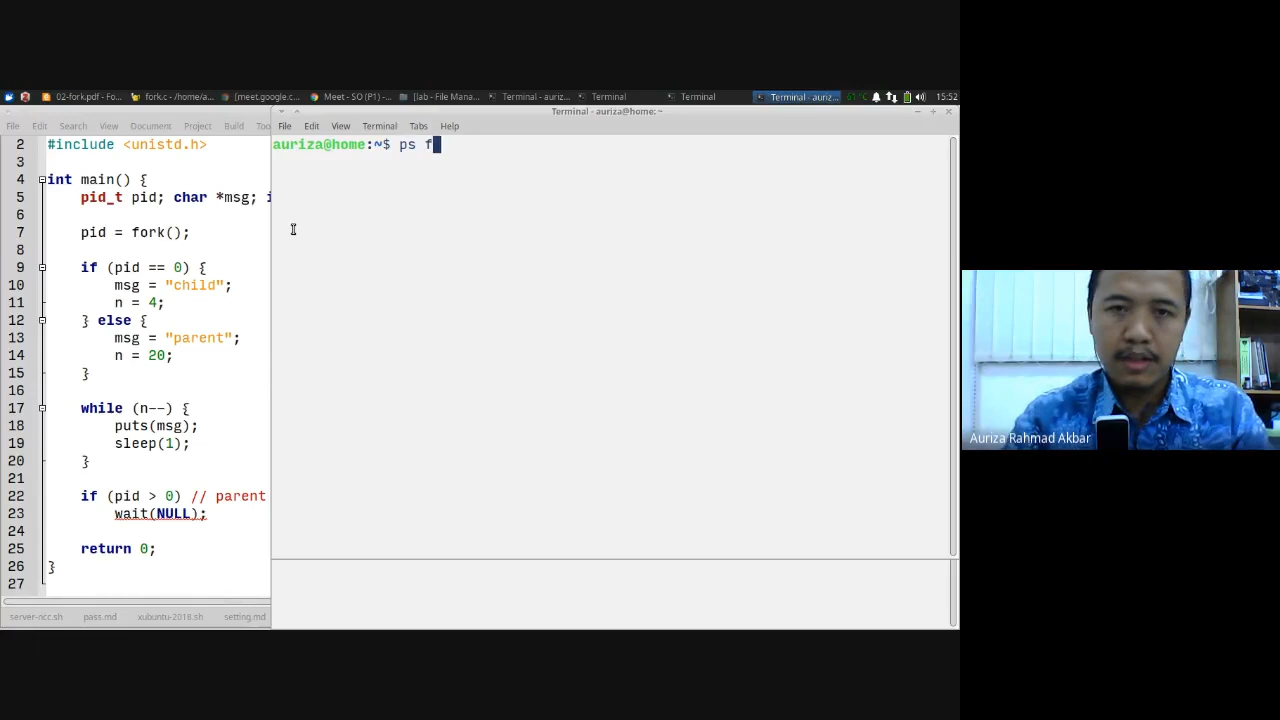 02-fork.pdf - Fo...
fork.c - /home/a...
[meet.google.c...
Meet - SO (P1) -...
[lab - File Mana...
Terminal - auriz...
Terminal
Terminal
Terminal - auriz...
61°C
15:52
Terminal - auriza@home: ~
File Edit Search View Document Project Build Too
File Edit View Terminal Tabs Help
auriza@home:~$ ps f
2 #include <unistd.h>
3
4 int main() {
5 pid_t pid; char *msg; i
6
7 pid = fork();
8
9 if (pid == 0) {
10 msg = "child";
11 n = 4;
12 } else {
13 msg = "parent";
14 n = 20;
15 }
16
17 while (n--) {
18 puts(msg);
19 sleep(1);
20 }
21
22 if (pid > 0) // parent
23 wait(NULL);
24
25 return 0;
26 }
27
server-ncc.sh pass.md xubuntu-2018.sh setting.md
Auriza Rahmad Akbar